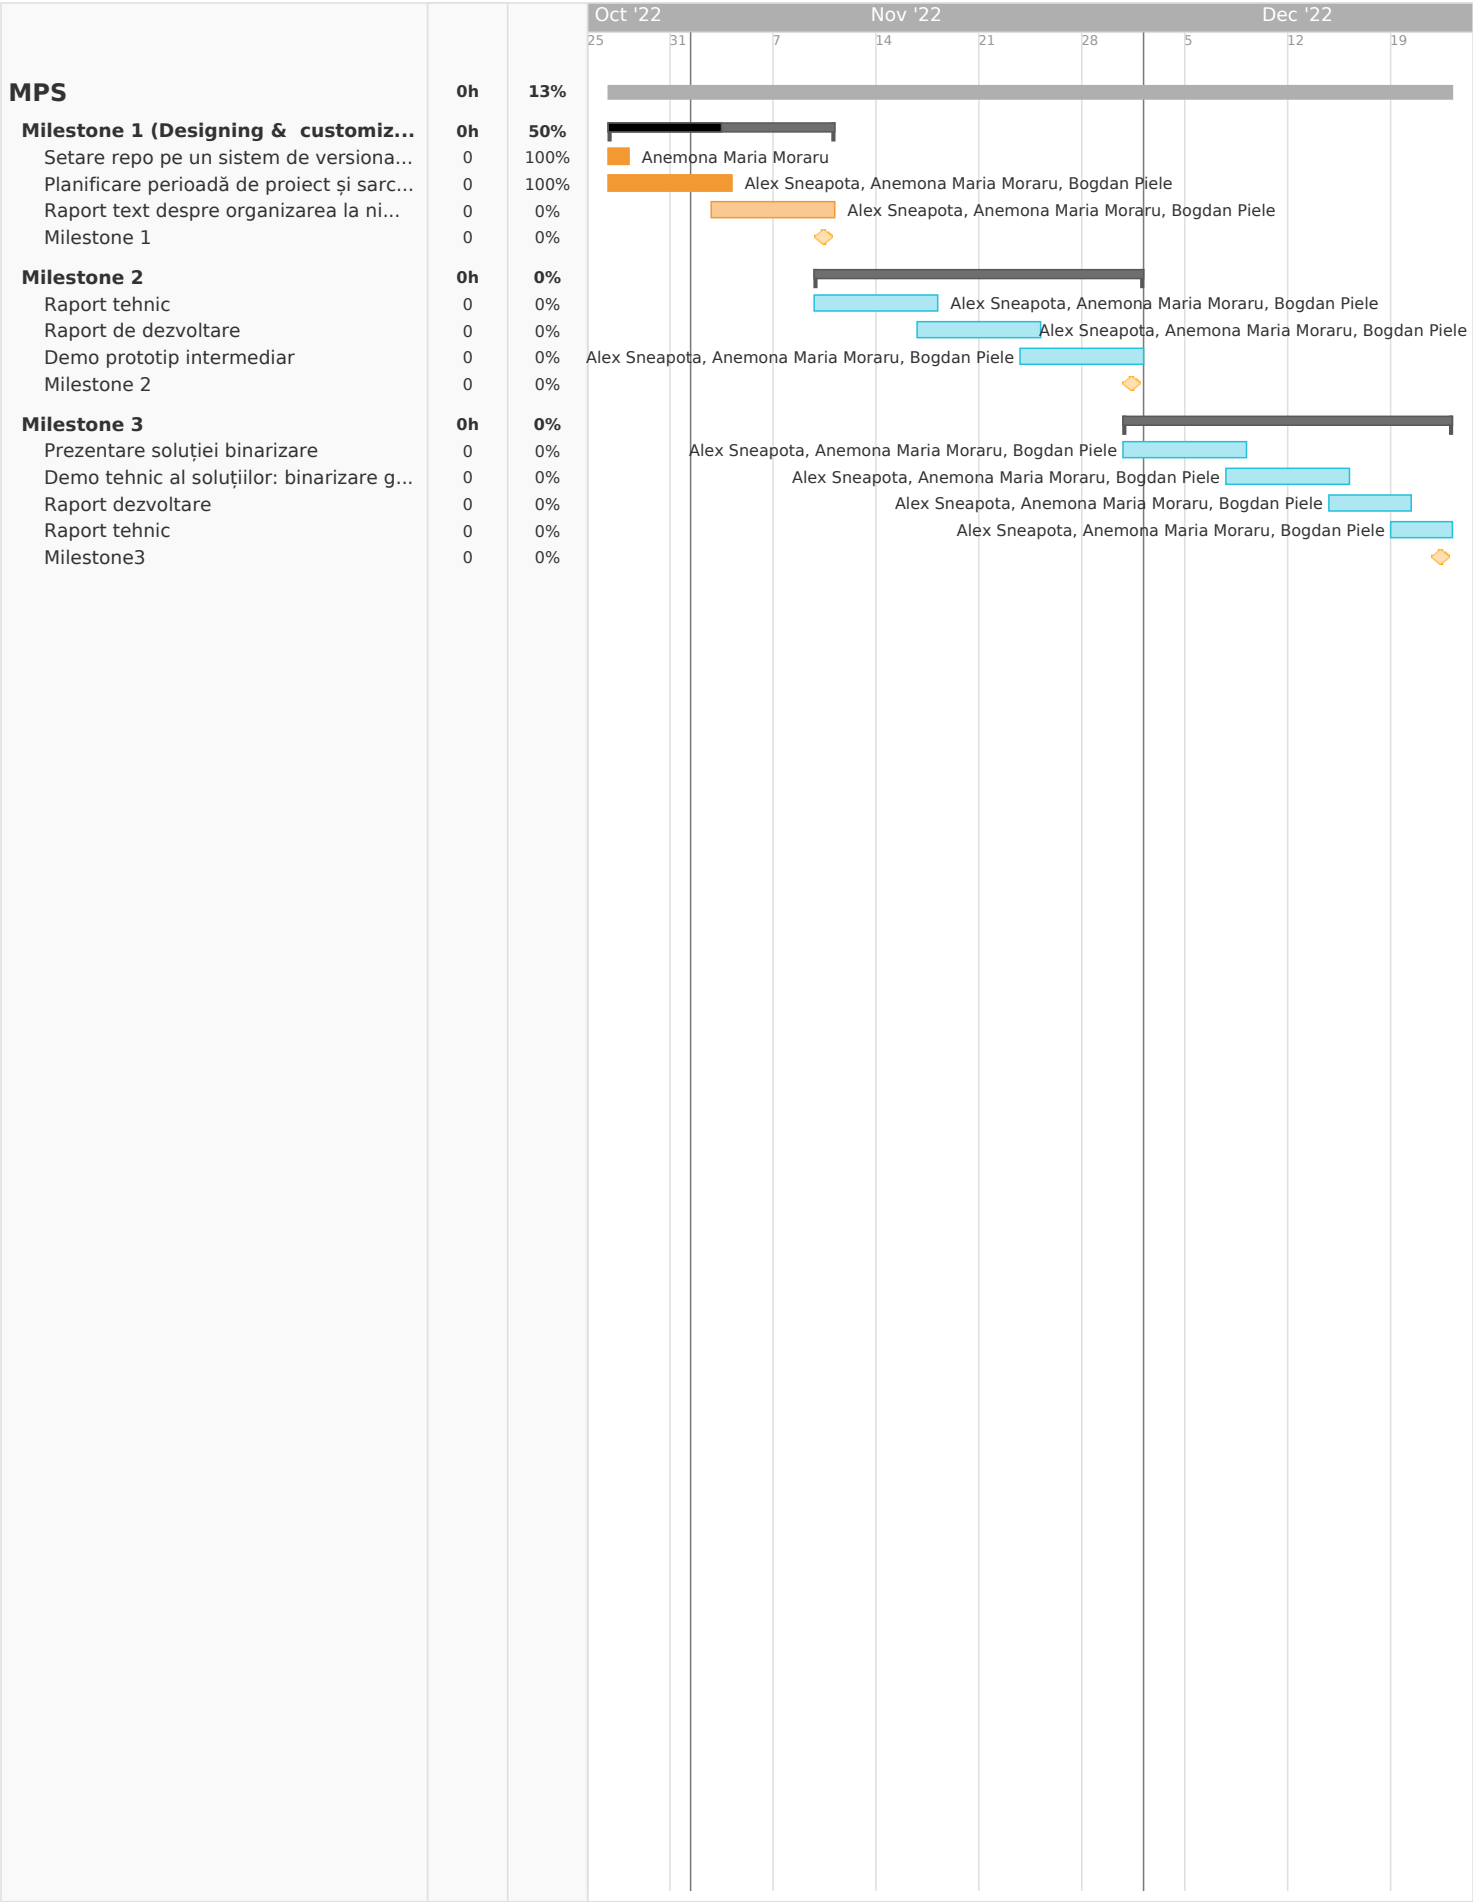 Oct '22 Nov '22 Dec '22
25 31 7 14 21 28 5 12 19
MPS 0h 13%
Milestone 1 (Designing &  customiz... 0h 50%
Setare repo pe un sistem de versiona... 0 100% Anemona Maria Moraru
Planificare perioadă de proiect și sarc... 0 100% Alex Sneapota, Anemona Maria Moraru, Bogdan Piele
Raport text despre organizarea la ni... 0 0% Alex Sneapota, Anemona Maria Moraru, Bogdan Piele
Milestone 1 0 0%
Milestone 2 0h 0%
Raport tehnic 0 0% Alex Sneapota, Anemona Maria Moraru, Bogdan Piele
Raport de dezvoltare 0 0% Alex Sneapota, Anemona Maria Moraru, Bogdan Piele
Demo prototip intermediar 0 0% Alex Sneapota, Anemona Maria Moraru, Bogdan Piele
Milestone 2 0 0%
Milestone 3 0h 0%
Prezentare soluției binarizare 0 0% Alex Sneapota, Anemona Maria Moraru, Bogdan Piele
Demo tehnic al soluțiilor: binarizare g... 0 0% Alex Sneapota, Anemona Maria Moraru, Bogdan Piele
Raport dezvoltare 0 0% Alex Sneapota, Anemona Maria Moraru, Bogdan Piele
Raport tehnic 0 0% Alex Sneapota, Anemona Maria Moraru, Bogdan Piele
Milestone3 0 0%